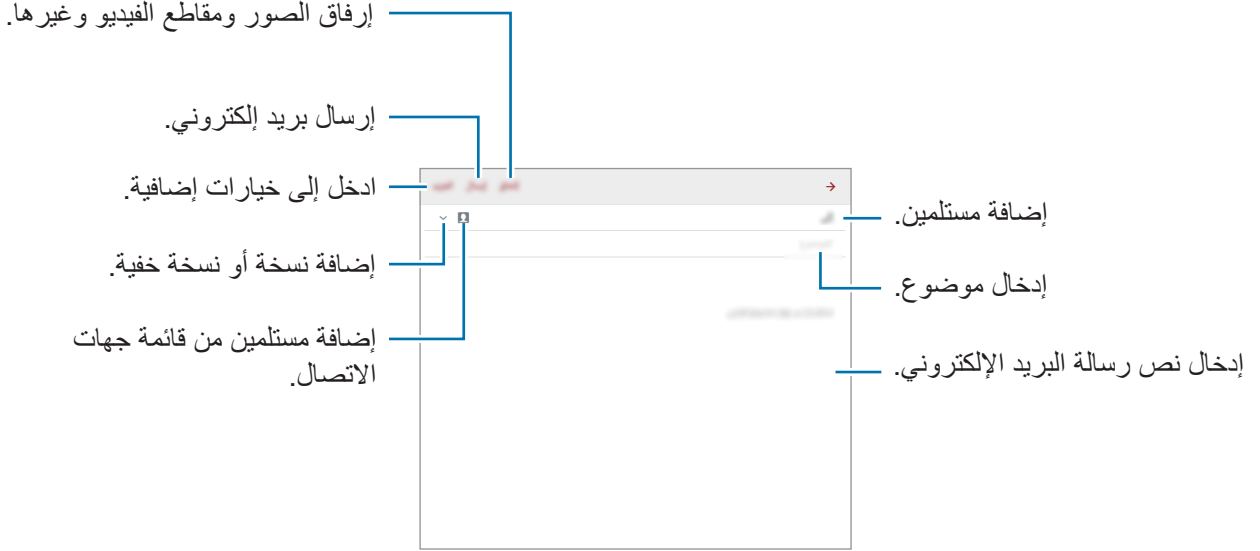 إرفاق الصور ومقاطع الفيديو وغيرها.
إرسال بريد إلكتروني.
ادخل إلى خيارات إضافية.
إضافة مستلمين.
إضافة نسخة أو نسخة خفية.
إدخال موضوع.
إضافة مستلمين من قائمة جهات
الاتصال.
إدخال نص رسالة البريد الإلكتروني.